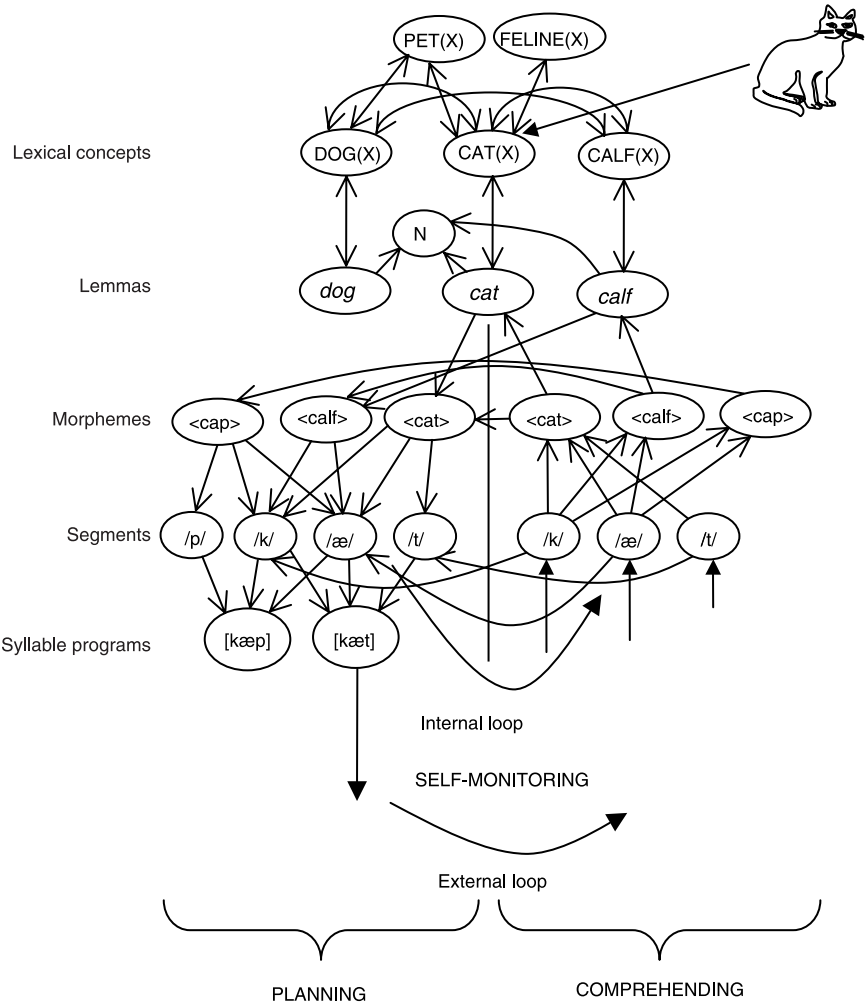 PET(X) FELINE(X)
Lexical concepts DOG(X) CAT(X) CALF(X)
N
Lemmas dog cat calf
Morphemes <cap> <calf> <cat> <cat> <calf> <cap>
Segments /p/ /k/ /æ/ /t/ /k/ /æ/ /t/
Syllable programs [kæp] [kæt]
Internal loop
SELF-MONITORING
External loop
PLANNING COMPREHENDING